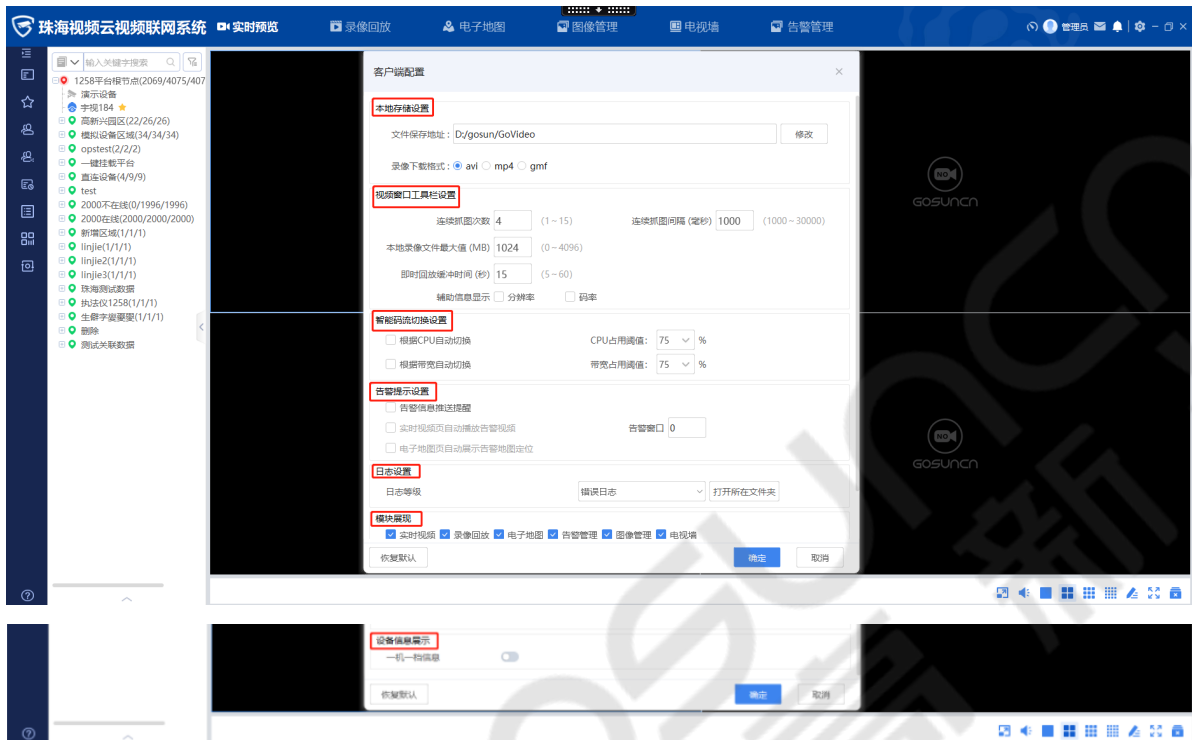 珠海视频云视频联网系统 实时预览 录像回放 电子地图 图像管理 电视墙 告警管理 管理员
输入关键字搜索
1258平台根节点(2069/4075/407
演示设备
宇视184
高新兴园区(22/26/26)
模拟设备区域(34/34/34)
opstest(2/2/2)
一键挂载平台
直连设备(4/9/9)
test
2000不在线(0/1996/1996)
2000在线(2000/2000/2000)
新增区域(1/1/1)
linjie(1/1/1)
linjie2(1/1/1)
linjie3(1/1/1)
珠海测试数据
执法仪1258(1/1/1)
删除
测试关联数据
客户端配置
本地存储设置
文件保存地址： D:/gosun/GoVideo 修改
录像下载格式： avi mp4 gmf
视频窗口工具栏设置
连续抓图次数 4 (1~15) 连续抓图间隔 (毫秒) 1000 (1000~30000)
本地录像文件最大值 (MB) 1024 (0~4096)
即时回放缓冲时间 (秒) 15 (5~60)
辅助信息显示 分辨率 码率
智能码流切换设置
根据CPU自动切换 CPU占用阈值： 75 %
根据带宽自动切换 带宽占用阈值： 75 %
告警提示设置
告警信息推送提醒
实时视频页自动播放告警视频 告警窗口 0
电子地图页自动展示告警地图定位
日志设置
日志等级 错误日志 打开所在文件夹
模块展现
实时视频 录像回放 电子地图 告警管理 图像管理 电视墙
恢复默认 确定 取消
NO
GOSUNCN
NO
GOSUNCN
设备信息展示
一机一档信息
恢复默认 确定 取消
GOSUNCN
高新